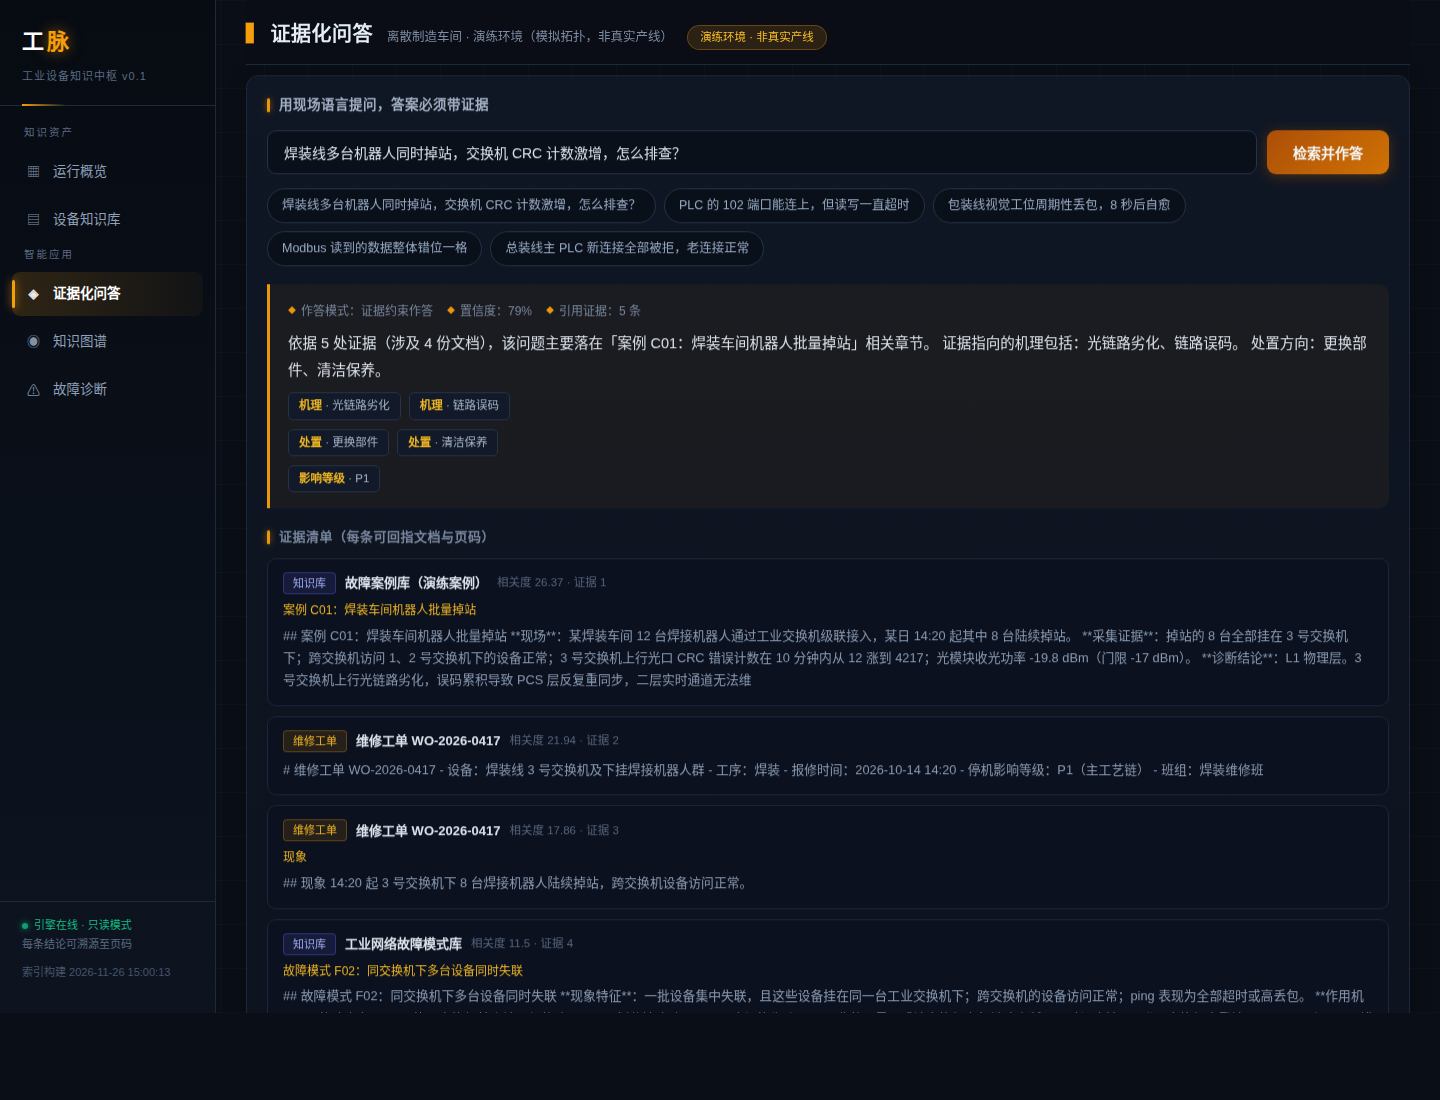 工脉
工业设备知识中枢 v0.1
知识资产
运行概览
设备知识库
智能应用
证据化问答
知识图谱
故障诊断
引擎在线 · 只读模式
每条结论可溯源至页码
索引构建 2026-11-26 15:00:13
证据化问答 离散制造车间 · 演练环境（模拟拓扑，非真实产线） 演练环境 · 非真实产线
用现场语言提问，答案必须带证据
焊装线多台机器人同时掉站，交换机 CRC 计数激增，怎么排查？ 检索并作答
焊装线多台机器人同时掉站，交换机 CRC 计数激增，怎么排查？ PLC 的 102 端口能连上，但读写一直超时 包装线视觉工位周期性丢包，8 秒后自愈
Modbus 读到的数据整体错位一格 总装线主 PLC 新连接全部被拒，老连接正常
作答模式：证据约束作答 置信度：79% 引用证据：5 条
依据 5 处证据（涉及 4 份文档），该问题主要落在「案例 C01：焊装车间机器人批量掉站」相关章节。 证据指向的机理包括：光链路劣化、链路误码。 处置方向：更换部
件、清洁保养。
机理 · 光链路劣化 机理 · 链路误码
处置 · 更换部件 处置 · 清洁保养
影响等级 · P1
证据清单（每条可回指文档与页码）
知识库 故障案例库（演练案例） 相关度 26.37 · 证据 1
案例 C01：焊装车间机器人批量掉站
## 案例 C01：焊装车间机器人批量掉站 **现场**：某焊装车间 12 台焊接机器人通过工业交换机级联接入，某日 14:20 起其中 8 台陆续掉站。 **采集证据**：掉站的 8 台全部挂在 3 号交换机
下；跨交换机访问 1、2 号交换机下的设备正常；3 号交换机上行光口 CRC 错误计数在 10 分钟内从 12 涨到 4217；光模块收光功率 -19.8 dBm（门限 -17 dBm）。 **诊断结论**：L1 物理层。3
号交换机上行光链路劣化，误码累积导致 PCS 层反复重同步，二层实时通道无法维
维修工单 维修工单 WO-2026-0417 相关度 21.94 · 证据 2
# 维修工单 WO-2026-0417 - 设备：焊装线 3 号交换机及下挂焊接机器人群 - 工序：焊装 - 报修时间：2026-10-14 14:20 - 停机影响等级：P1（主工艺链） - 班组：焊装维修班
维修工单 维修工单 WO-2026-0417 相关度 17.86 · 证据 3
现象
## 现象 14:20 起 3 号交换机下 8 台焊接机器人陆续掉站，跨交换机设备访问正常。
知识库 工业网络故障模式库 相关度 11.5 · 证据 4
故障模式 F02：同交换机下多台设备同时失联
## 故障模式 F02：同交换机下多台设备同时失联 **现象特征**：一批设备集中失联，且这些设备挂在同一台工业交换机下；跨交换机的设备访问正常；ping 表现为全部超时或高丢包。 **作用机